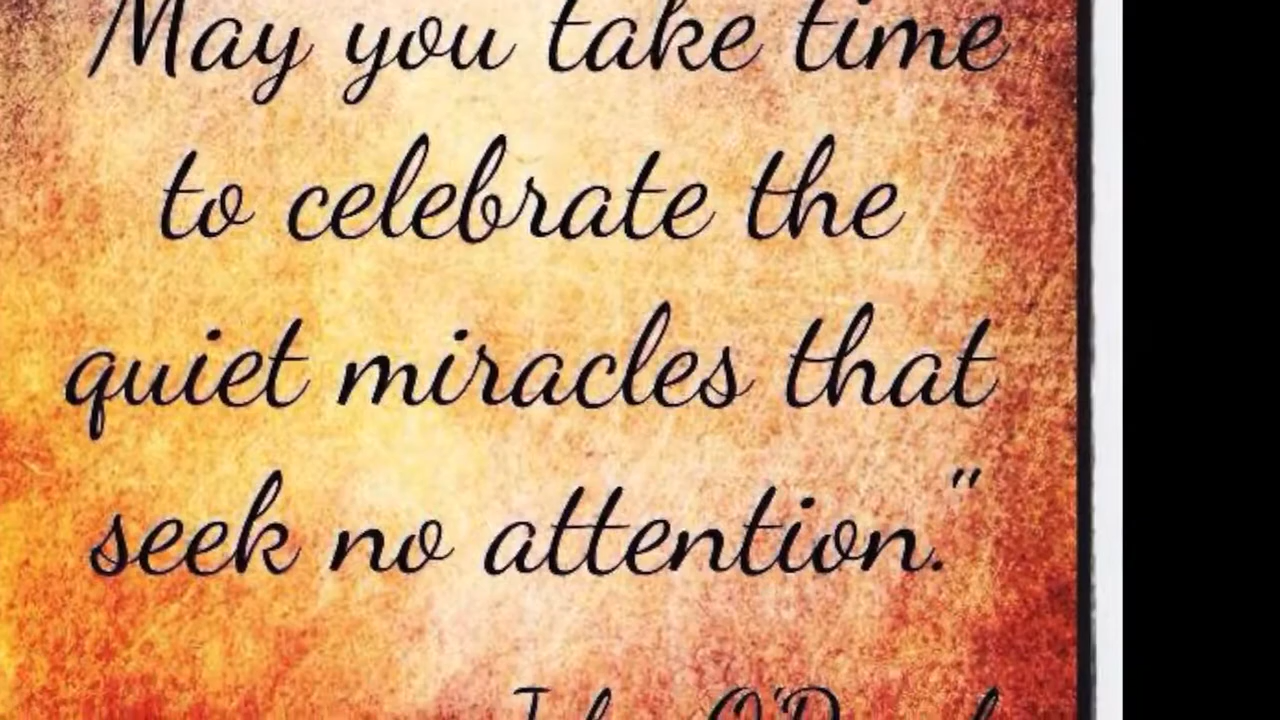 May you take time
to celebrate the
quiet miracles that
seek no attention."